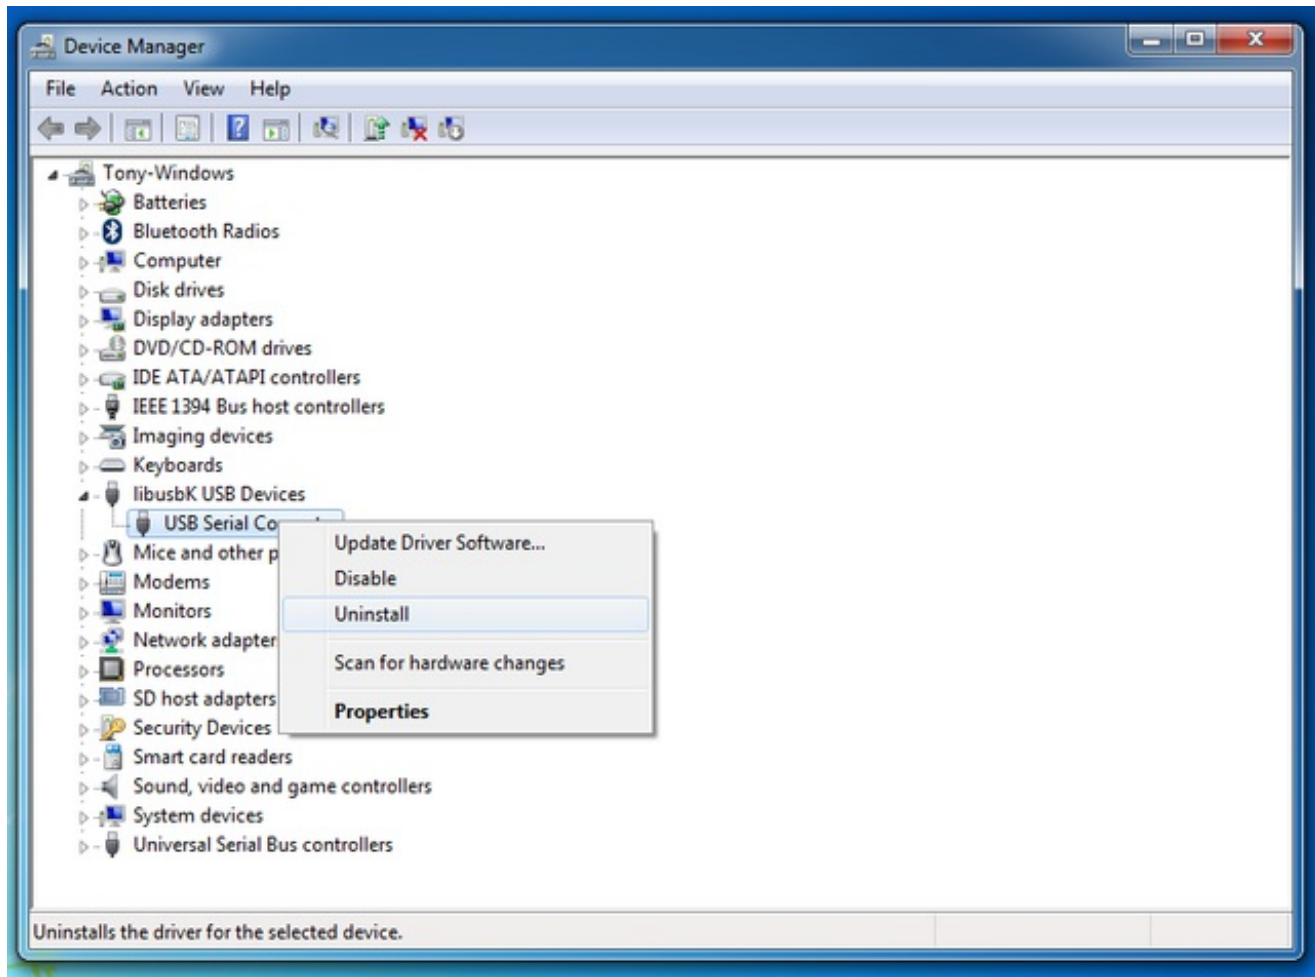 Device Manager
File Action View Help
Tony-Windows
Batteries
Bluetooth Radios
Computer
Disk drives
Display adapters
DVD/CD-ROM drives
IDE ATA/ATAPI controllers
IEEE 1394 Bus host controllers
Imaging devices
Keyboards
libusbK USB Devices
USB Serial Co
Mice and other p
Modems
Monitors
Network adapter
Processors
SD host adapters
Security Devices
Smart card readers
Sound, video and game controllers
System devices
Universal Serial Bus controllers
Update Driver Software...
Disable
Uninstall
Scan for hardware changes
Properties
Uninstalls the driver for the selected device.